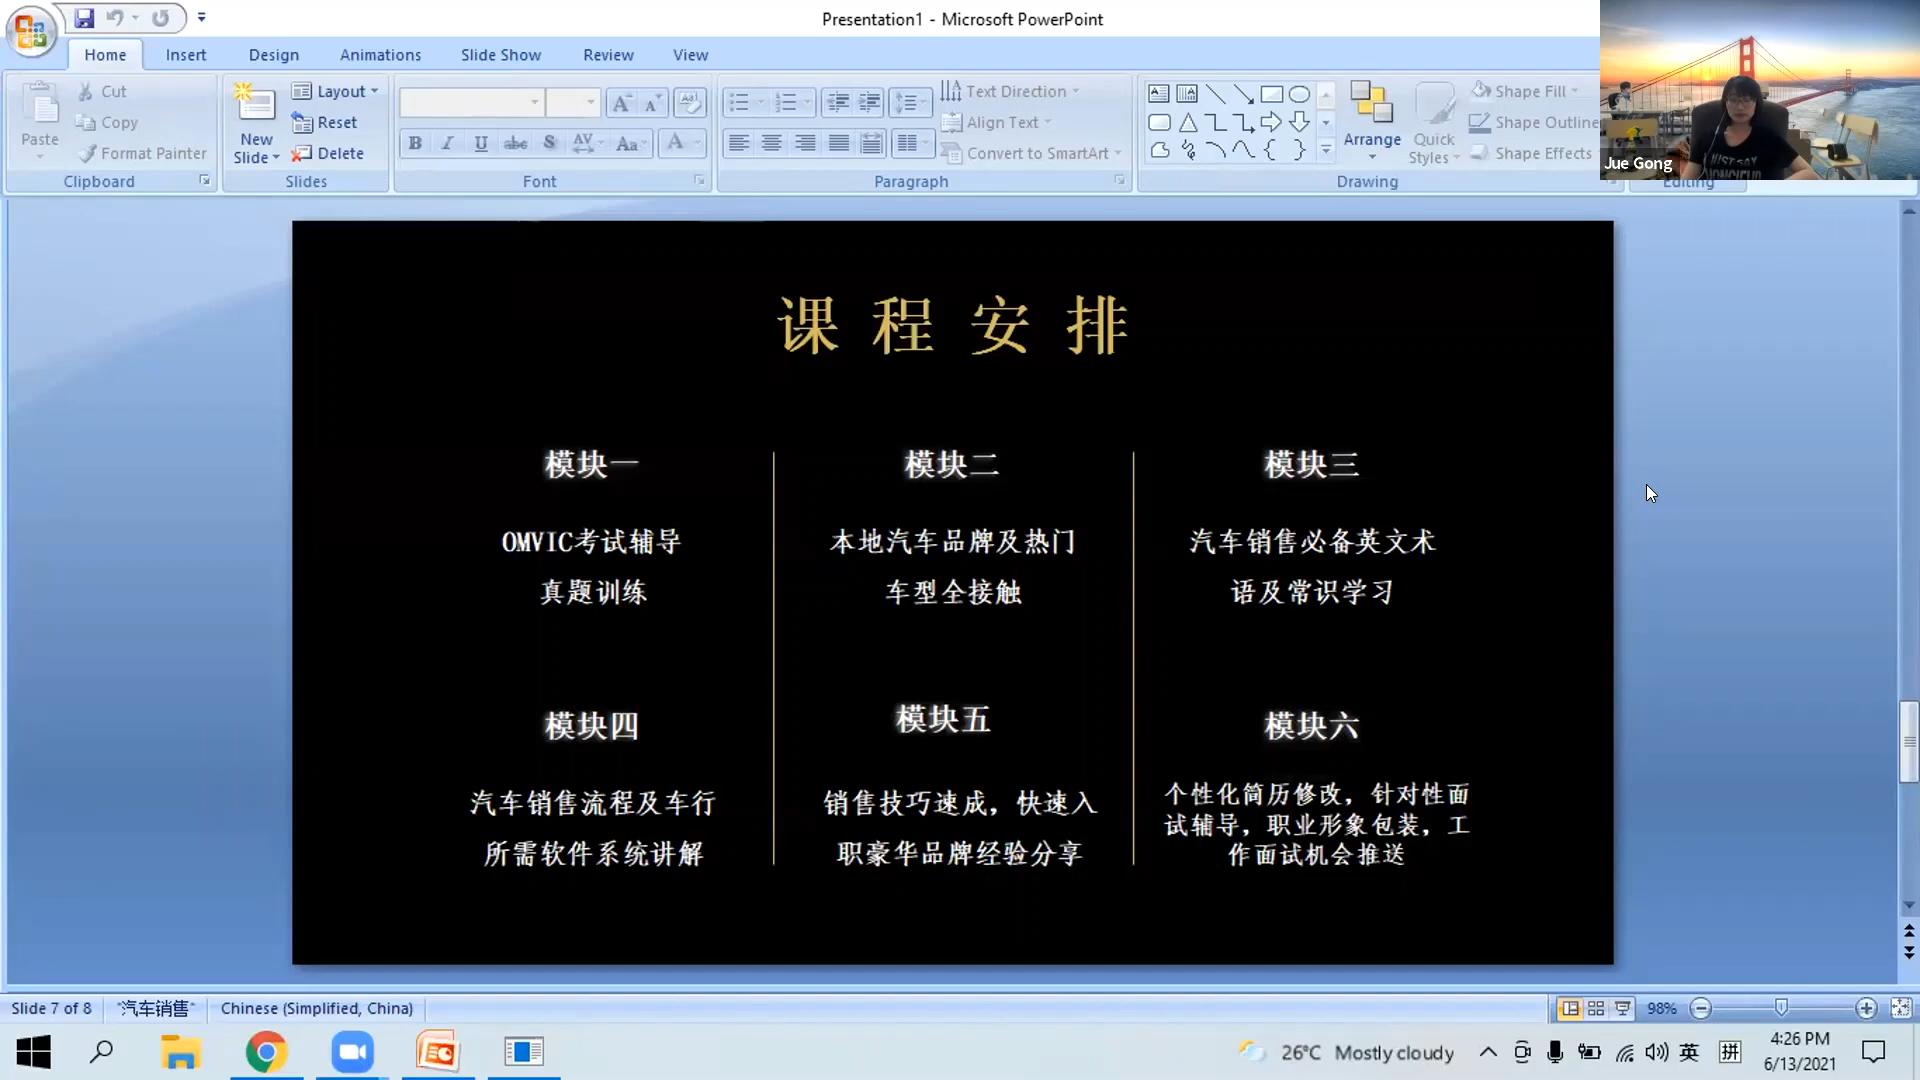 Presentation1 - Microsoft PowerPoint
Home
Insert
Design
Animations
Slide Show
Review
View
Paste
Cut
Copy
Format Painter
Clipboard
New
Slide
Layout
Reset
Delete
Slides
B I U abc S AV Aa A
Font
Text Direction
Align Text
Convert to SmartArt
Paragraph
Arrange
Quick
Styles
Shape Fill
Shape Outline
Shape Effects
Drawing
Editing
Jue Gong
课程安排
模块一
OMVIC考试辅导
真题训练
模块二
本地汽车品牌及热门
车型全接触
模块三
汽车销售必备英文术
语及常识学习
模块四
汽车销售流程及车行
所需软件系统讲解
模块五
销售技巧速成，快速入
职豪华品牌经验分享
模块六
个性化简历修改，针对性面
试辅导，职业形象包装，工
作面试机会推送
Slide 7 of 8
"汽车销售"
Chinese (Simplified, China)
98%
26°C Mostly cloudy
英
拼
4:26 PM
6/13/2021